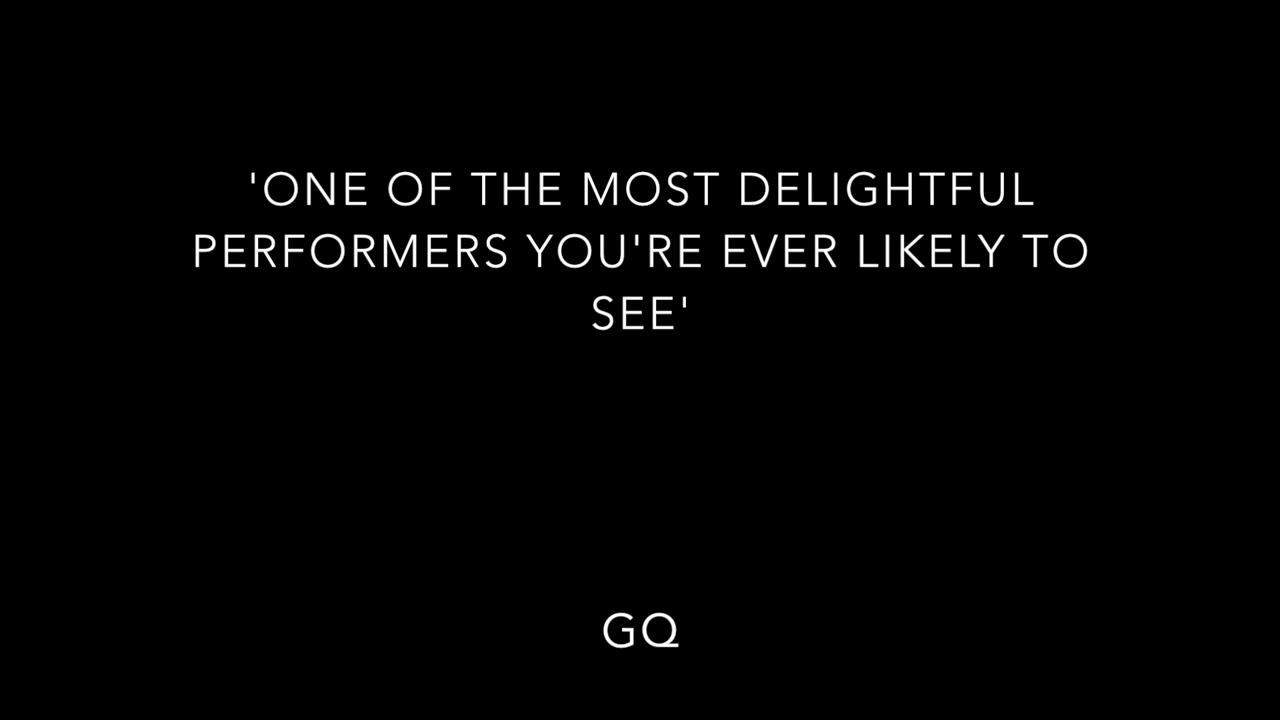 'ONE OF THE MOST DELIGHTFUL
PERFORMERS YOU'RE EVER LIKELY TO
SEE'
GQ